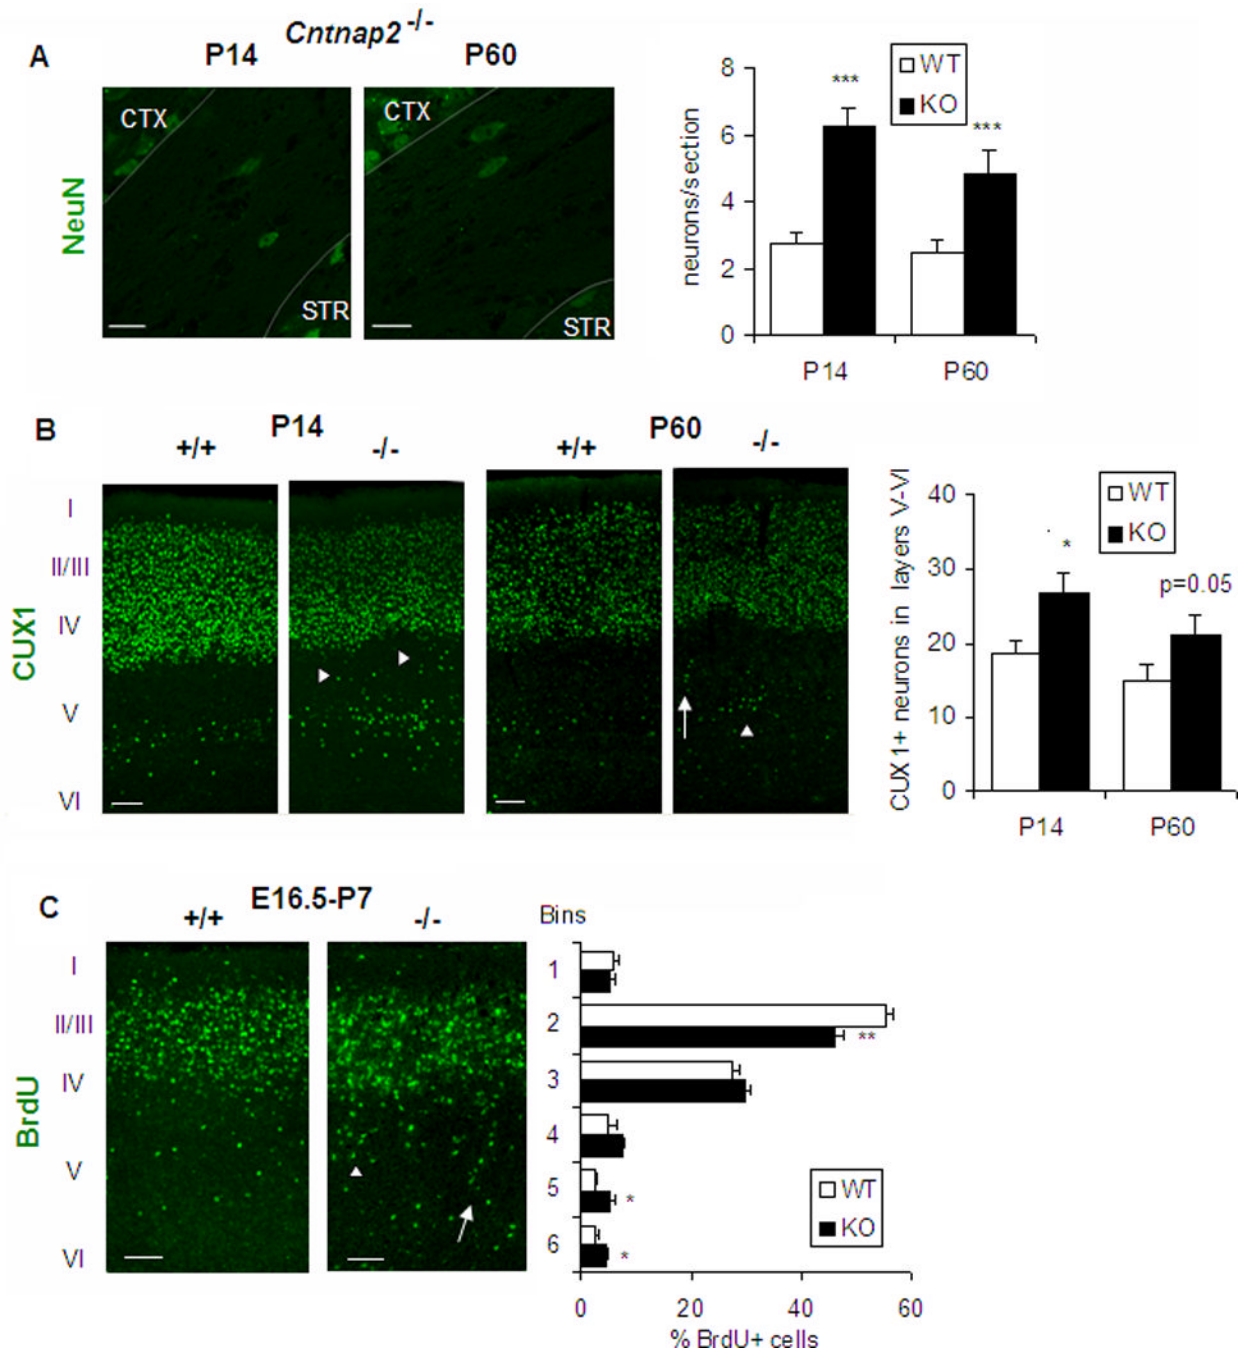 Cntnap2 -/-
A
P14
P60
NeuN
CTX
STR
CTX
STR
neurons/section
8
6
4
2
0
***
***
WT
KO
P14
P60
B
P14
P60
+/+
-/-
+/+
-/-
CUX1
I
II/III
IV
V
VI
CUX1+ neurons in layers V-VI
40
30
20
10
0
*
p=0.05
WT
KO
P14
P60
C
E16.5-P7
+/+
-/-
BrdU
I
II/III
IV
V
VI
Bins
1
2
3
4
5
6
**
*
*
WT
KO
0 20 40 60
% BrdU+ cells